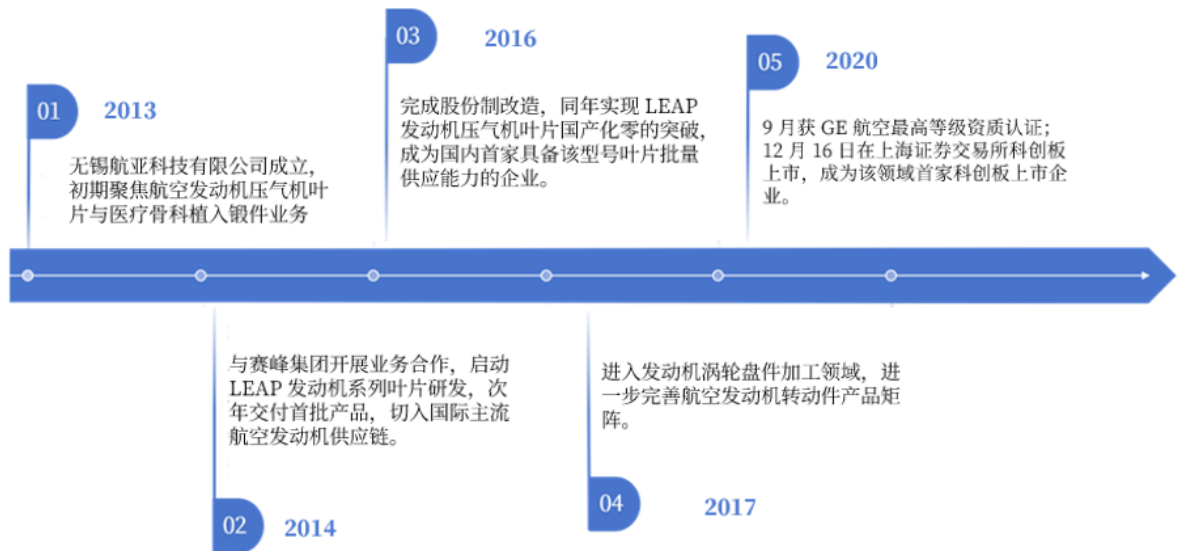 01
2013
无锡航亚科技有限公司成立，
初期聚焦航空发动机压气机叶
片与医疗骨科植入锻件业务
02
2014
与赛峰集团开展业务合作，启动
LEAP 发动机系列叶片研发，次
年交付首批产品，切入国际主流
航空发动机供应链。
03
2016
完成股份制改造，同年实现 LEAP
发动机压气机叶片国产化零的突破，
成为国内首家具备该型号叶片批量
供应能力的企业。
04
2017
进入发动机涡轮盘件加工领域，进
一步完善航空发动机转动件产品矩
阵。
05
2020
9 月获 GE 航空最高等级资质认证；
12 月 16 日在上海证券交易所科创板
上市，成为该领域首家科创板上市企
业。